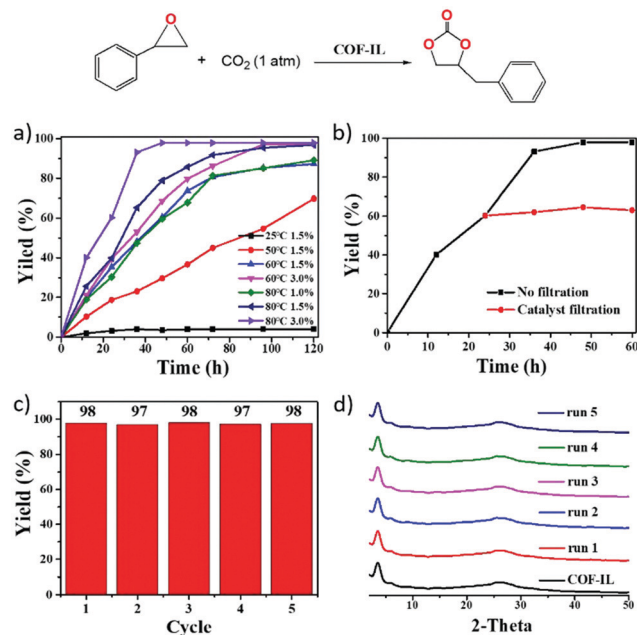 O
O
O
O
+ CO2 (1 atm)
COF-IL
a)
100
80
60
40
20
0
Yilcd (%)
25°C 1.5%
50°C 1.5%
60°C 1.5%
60°C 3.0%
80°C 1.0%
80°C 1.5%
80°C 3.0%
0 20 40 60 80 100 120
Timc (h)
b)
100
80
60
40
20
0
Yield (%)
No filtration
Catalyst filtration
0 10 20 30 40 50 60
Time (h)
c)
98 97 98 97 98
100
80
60
40
20
0
Yield (%)
1 2 3 4 5
Cycle
d)
run 5
run 4
run 3
run 2
run 1
COF-IL
10 20 30 40 50
2-Theta